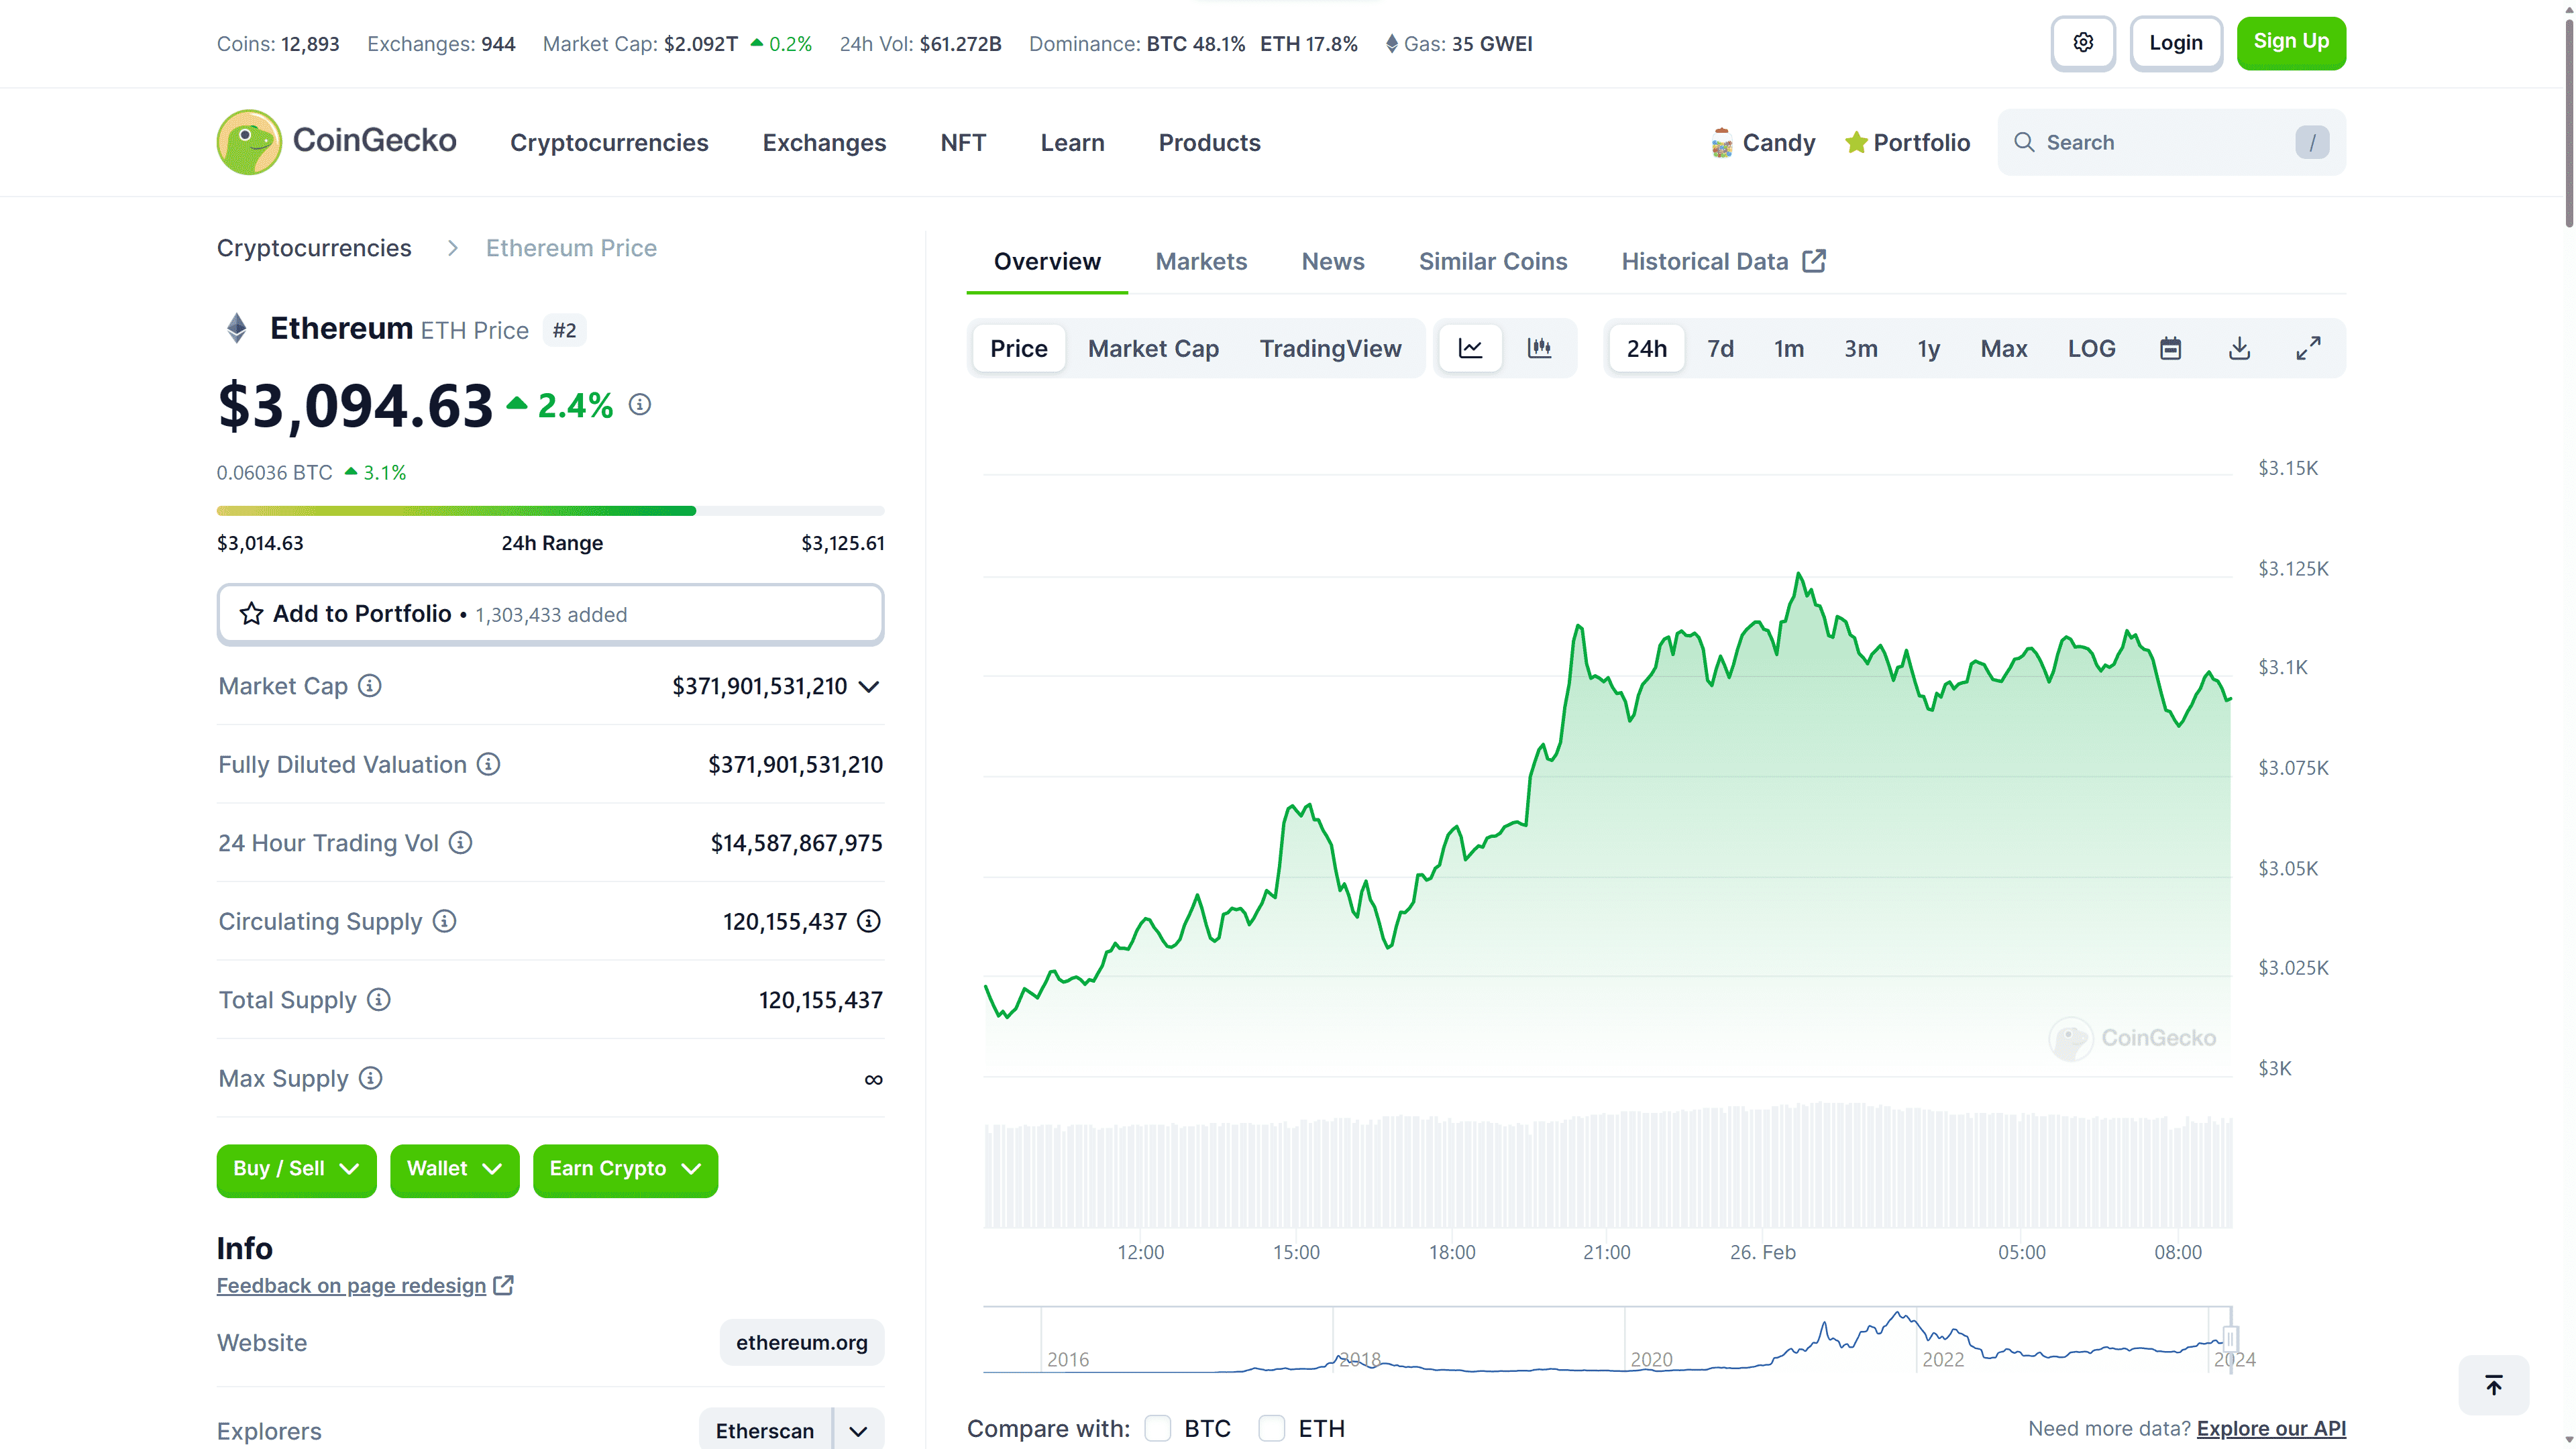 Coins: 12,893 Exchanges: 944 Market Cap: $2.092T 0.2% 24h Vol: $61.272B Dominance: BTC 48.1% ETH 17.8% Gas: 35 GWEI Login Sign Up
CoinGecko Cryptocurrencies Exchanges NFT Learn Products Candy Portfolio Search /
Cryptocurrencies > Ethereum Price
Ethereum ETH Price #2
$3,094.63 2.4%
0.06036 BTC 3.1%
$3,014.63 24h Range $3,125.61
Add to Portfolio • 1,303,433 added
Market Cap $371,901,531,210
Fully Diluted Valuation $371,901,531,210
24 Hour Trading Vol $14,587,867,975
Circulating Supply 120,155,437
Total Supply 120,155,437
Max Supply ∞
Buy / Sell Wallet Earn Crypto
Info
Feedback on page redesign
Website ethereum.org
Explorers Etherscan
Overview Markets News Similar Coins Historical Data
Price Market Cap TradingView 24h 7d 1m 3m 1y Max LOG
$3.15K
$3.125K
$3.1K
$3.075K
$3.05K
$3.025K
CoinGecko
$3K
12:00 15:00 18:00 21:00 26. Feb 05:00 08:00
2016 2018 2020 2022 2024
Compare with: BTC ETH Need more data? Explore our API